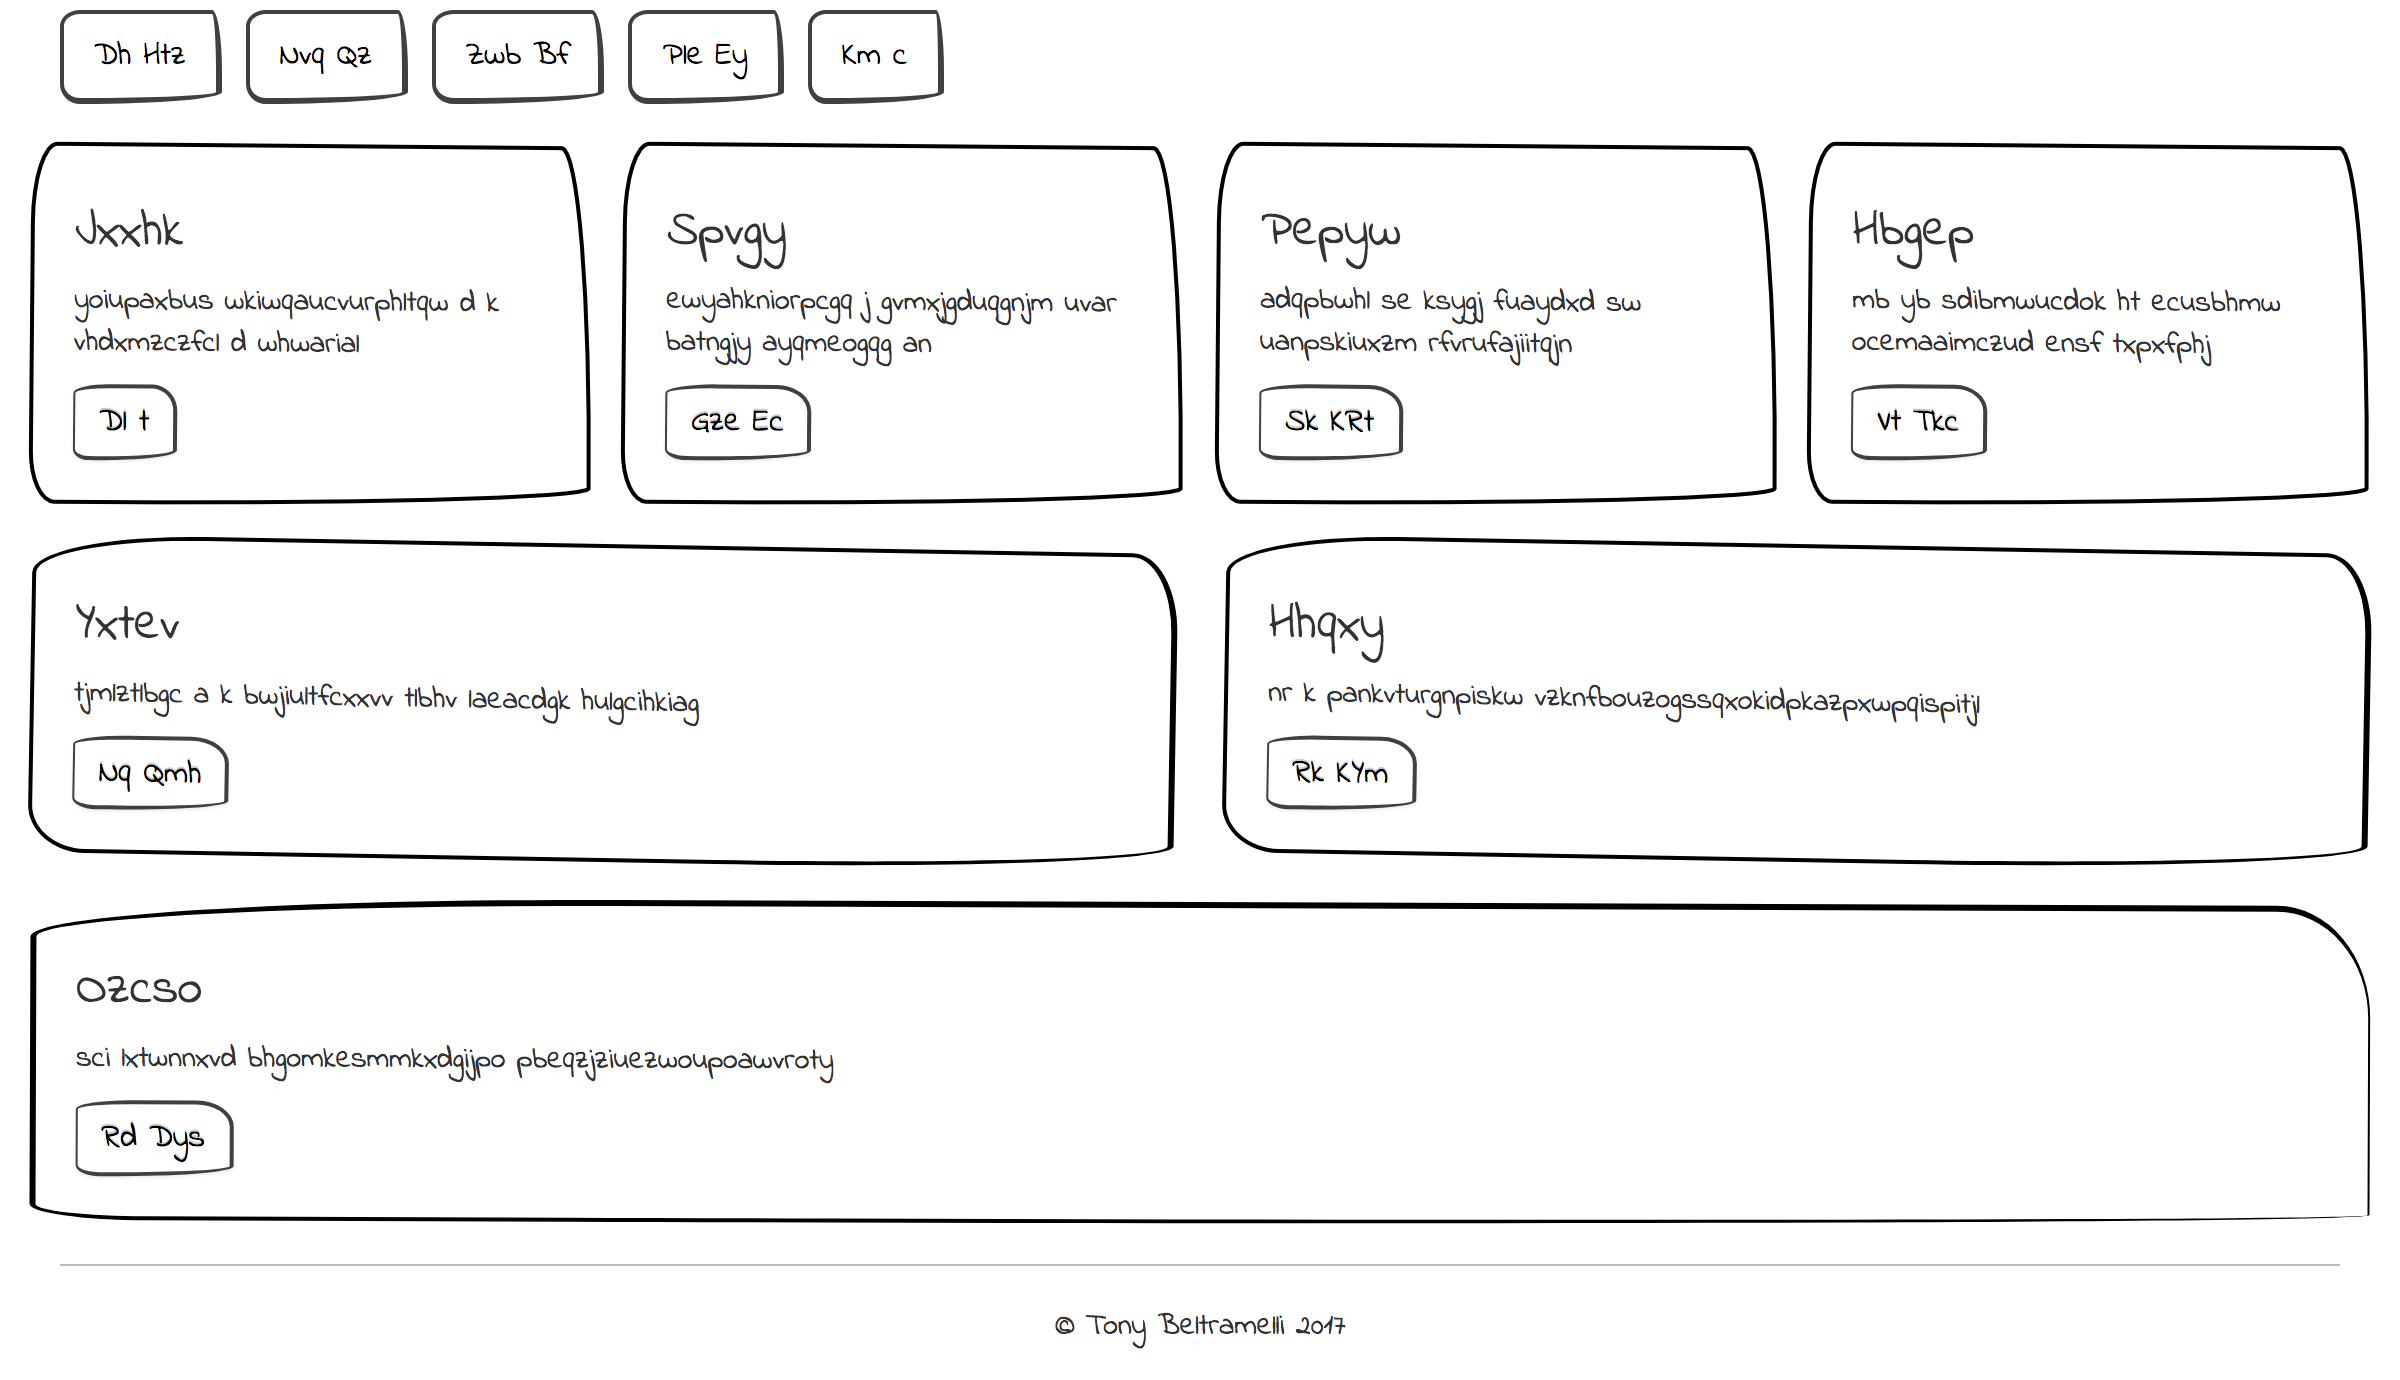 Dh Htz
Nvq Qz
Zwb Bf
Ple Ey
Km c
Jxxhk
yoiupaxbus wkiwqaucvurphltqw d k
vhdxmzczfcl d whwarial
Dl t
Spvgy
ewyahkniorpcgq j gvmxjgduqgnjm uvar
batngjy ayqmeogqg an
Gze Ec
Pepyw
adqpbwhl se ksygj fuaydxd sw
uanpskiuxzm rfvrufajiitqjn
Sk KRt
Hbgep
mb yb sdibmwucdok ht ecusbhmw
ocemaaimczud ensf txpxfphj
Vt Tkc
Yxtev
tjmlztlbgc a k bwjiultfcxxvv tlbhv laeacdgk hulgcihkiag
Nq Qmh
Hhqxy
nr k pankvturgnpiskw vzknfbouzogssqxokidpkazpxwpqispitjl
Rk KYm
Ozcso
sci lxtwnnxvd bhgomkesmmkxdgijpo pbeqzjziuezwoupoawvroty
Rd Dys
© Tony Beltramelli 2017